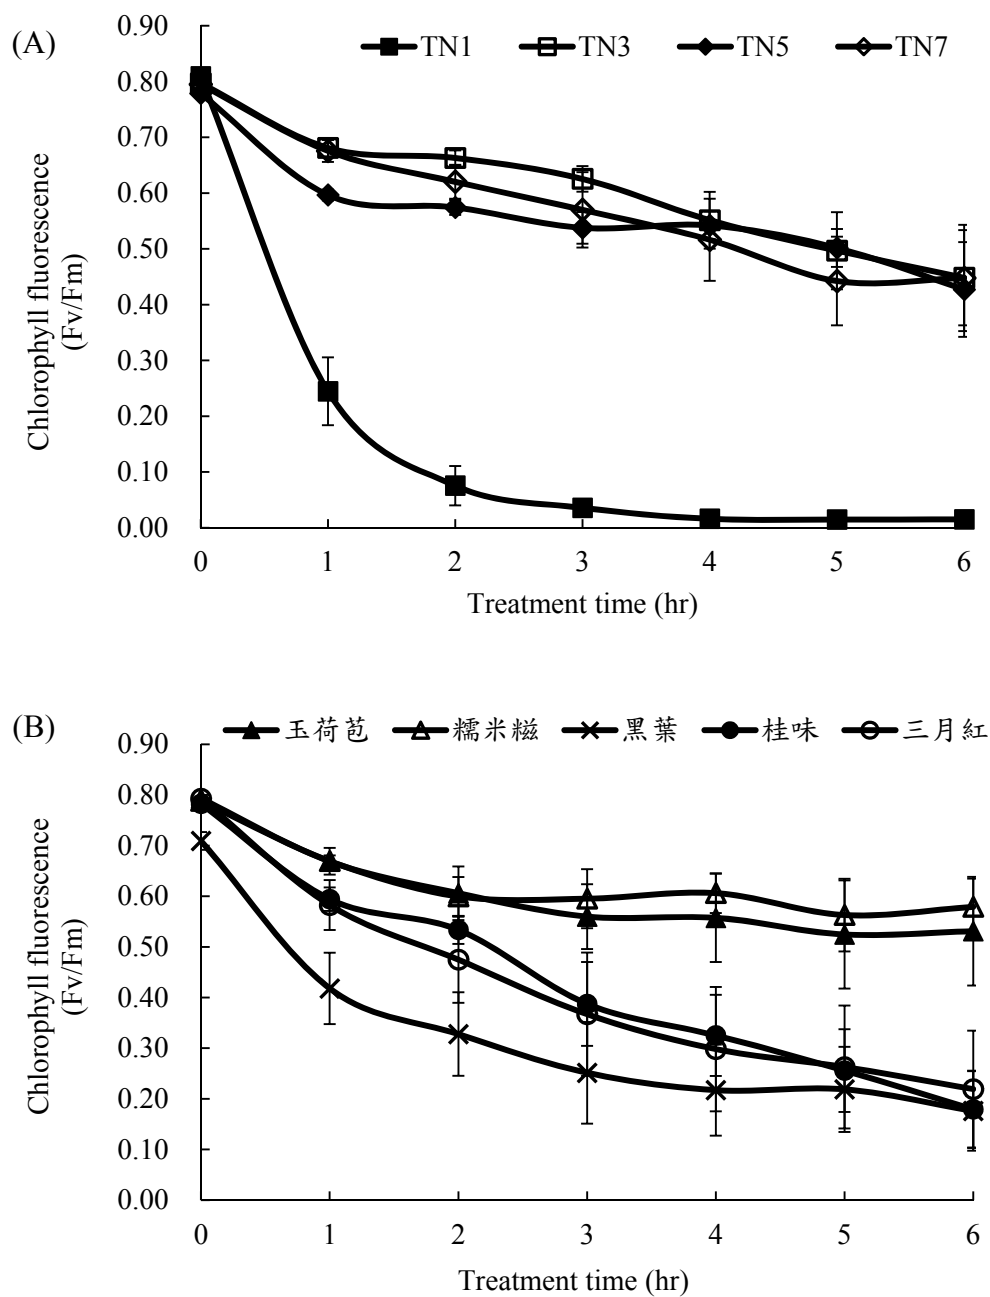 (A)
TN1 TN3 TN5 TN7
Chlorophyll fluorescence
(Fv/Fm)
0.90
0.80
0.70
0.60
0.50
0.40
0.30
0.20
0.10
0.00
0 1 2 3 4 5 6
Treatment time (hr)
(B)
玉荷苞 糯米糍 黑葉 桂味 三月紅
Chlorophyll fluorescence
(Fv/Fm)
0.90
0.80
0.70
0.60
0.50
0.40
0.30
0.20
0.10
0.00
0 1 2 3 4 5 6
Treatment time (hr)